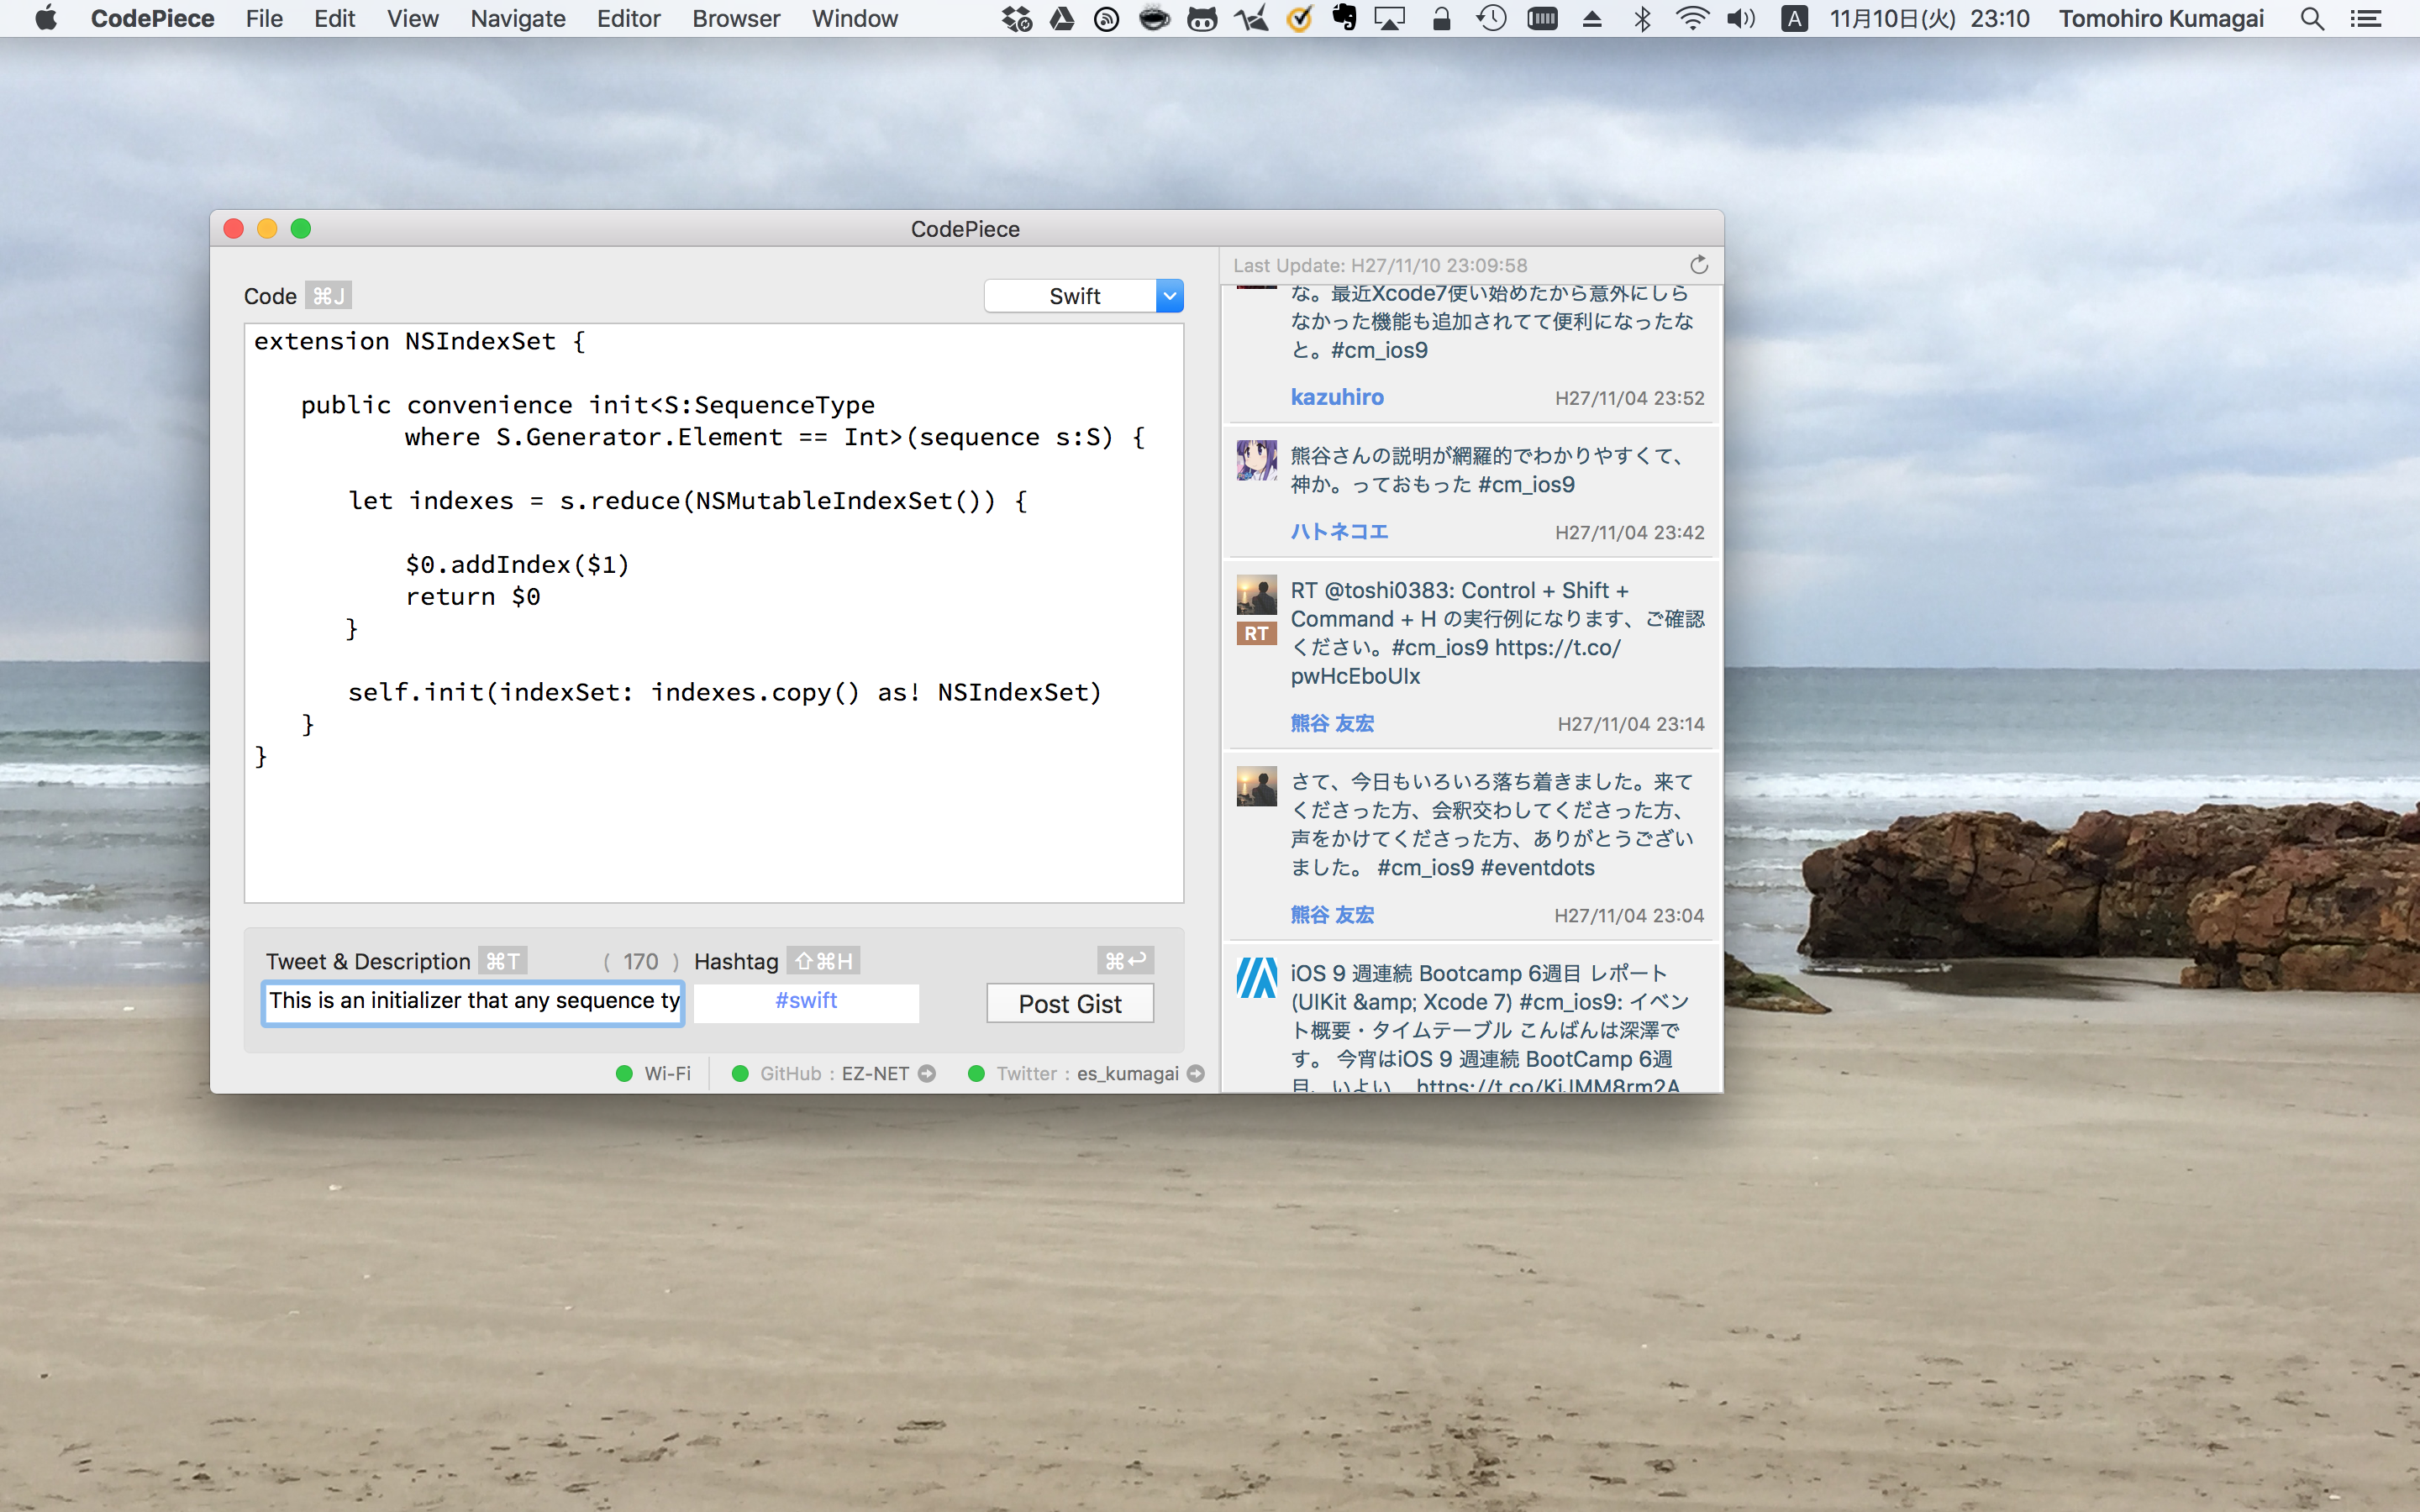 CodePiece File Edit View Navigate Editor Browser Window A 11月10日(火) 23:10 Tomohiro Kumagai
CodePiece
Code ⌘J Swift
extension NSIndexSet {
public convenience init<S:SequenceType
where S.Generator.Element == Int>(sequence s:S) {
let indexes = s.reduce(NSMutableIndexSet()) {
$0.addIndex($1)
return $0
}
self.init(indexSet: indexes.copy() as! NSIndexSet)
}
}
Tweet & Description ⌘T ( 170 ) Hashtag ⇧⌘H ⌘↩
This is an initializer that any sequence ty #swift Post Gist
Wi-Fi GitHub : EZ-NET Twitter : es_kumagai
Last Update: H27/11/10 23:09:58
な。最近Xcode7使い始めたから意外にしら
なかった機能も追加されてて便利になったな
と。#cm_ios9
kazuhiro H27/11/04 23:52
熊谷さんの説明が網羅的でわかりやすくて、
神か。っておもった #cm_ios9
ハトネコエ H27/11/04 23:42
RT @toshi0383: Control + Shift +
RT
Command + H の実行例になります、ご確認
ください。#cm_ios9 https://t.co/
pwHcEboUIx
熊谷 友宏 H27/11/04 23:14
さて、今日もいろいろ落ち着きました。来て
くださった方、会釈交わしてくださった方、
声をかけてくださった方、ありがとうござい
ました。 #cm_ios9 #eventdots
熊谷 友宏 H27/11/04 23:04
iOS 9 週連続 Bootcamp 6週目 レポート
(UIKit &amp; Xcode 7) #cm_ios9: イベン
ト概要・タイムテーブル こんばんは深澤で
す。 今宵はiOS 9 週連続 BootCamp 6週
目、いよい… https://t.co/KiJMM8rm2A